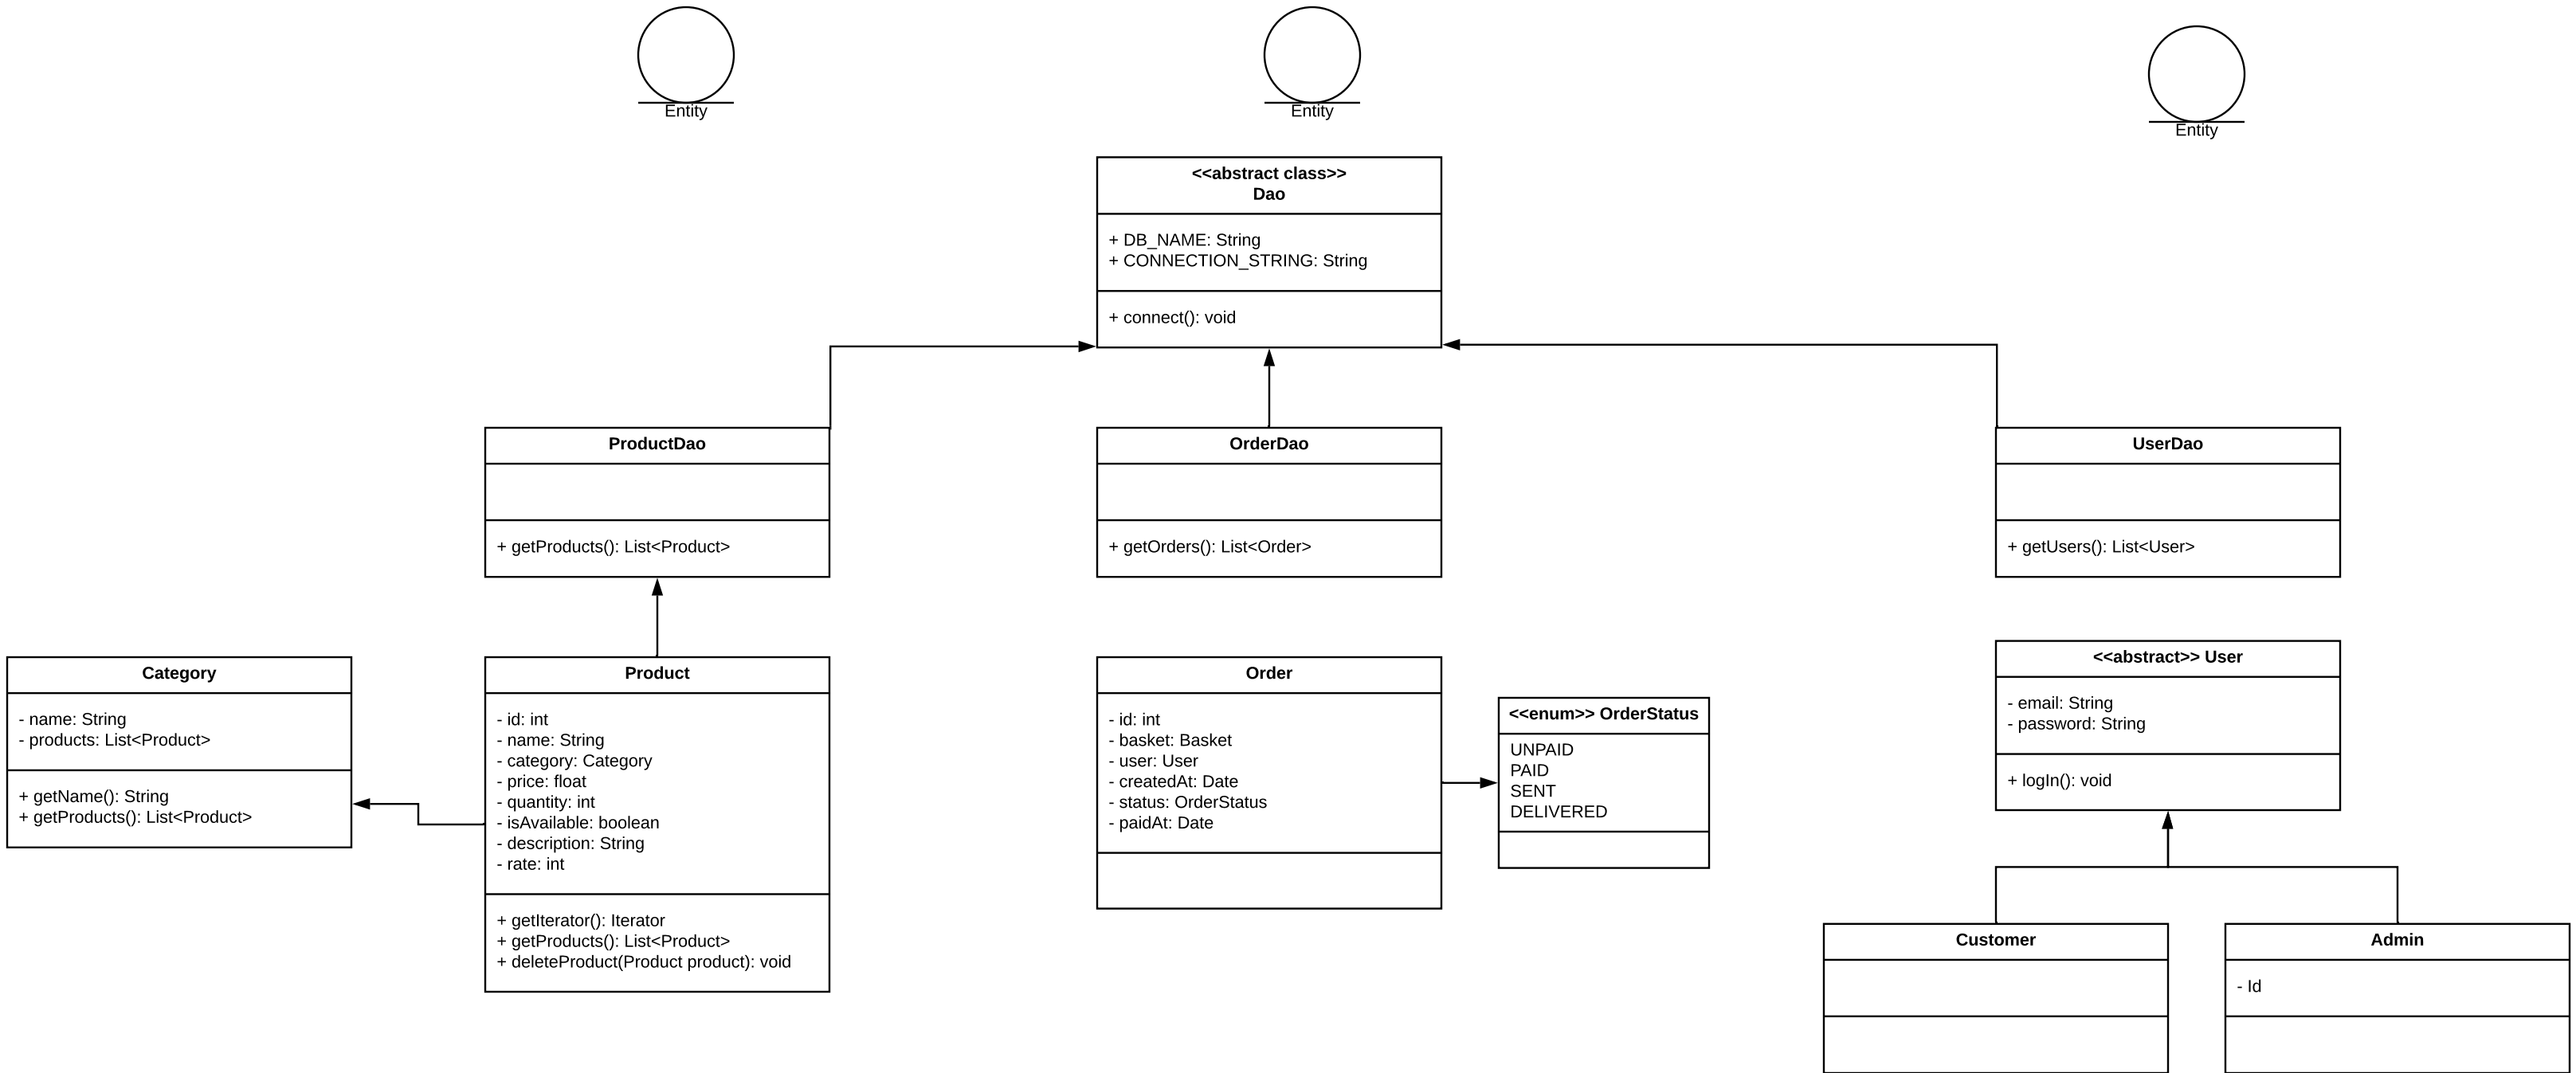 Entity
Entity
Entity
<<abstract class>>
Dao
+ DB_NAME: String
+ CONNECTION_STRING: String
+ connect(): void
ProductDao
+ getProducts(): List<Product>
OrderDao
+ getOrders(): List<Order>
UserDao
+ getUsers(): List<User>
Category
- name: String
- products: List<Product>
+ getName(): String
+ getProducts(): List<Product>
Product
- id: int
- name: String
- category: Category
- price: float
- quantity: int
- isAvailable: boolean
- description: String
- rate: int
+ getIterator(): Iterator
+ getProducts(): List<Product>
+ deleteProduct(Product product): void
Order
- id: int
- basket: Basket
- user: User
- createdAt: Date
- status: OrderStatus
- paidAt: Date
<<enum>> OrderStatus
UNPAID
PAID
SENT
DELIVERED
<<abstract>> User
- email: String
- password: String
+ logIn(): void
Customer
Admin
- Id